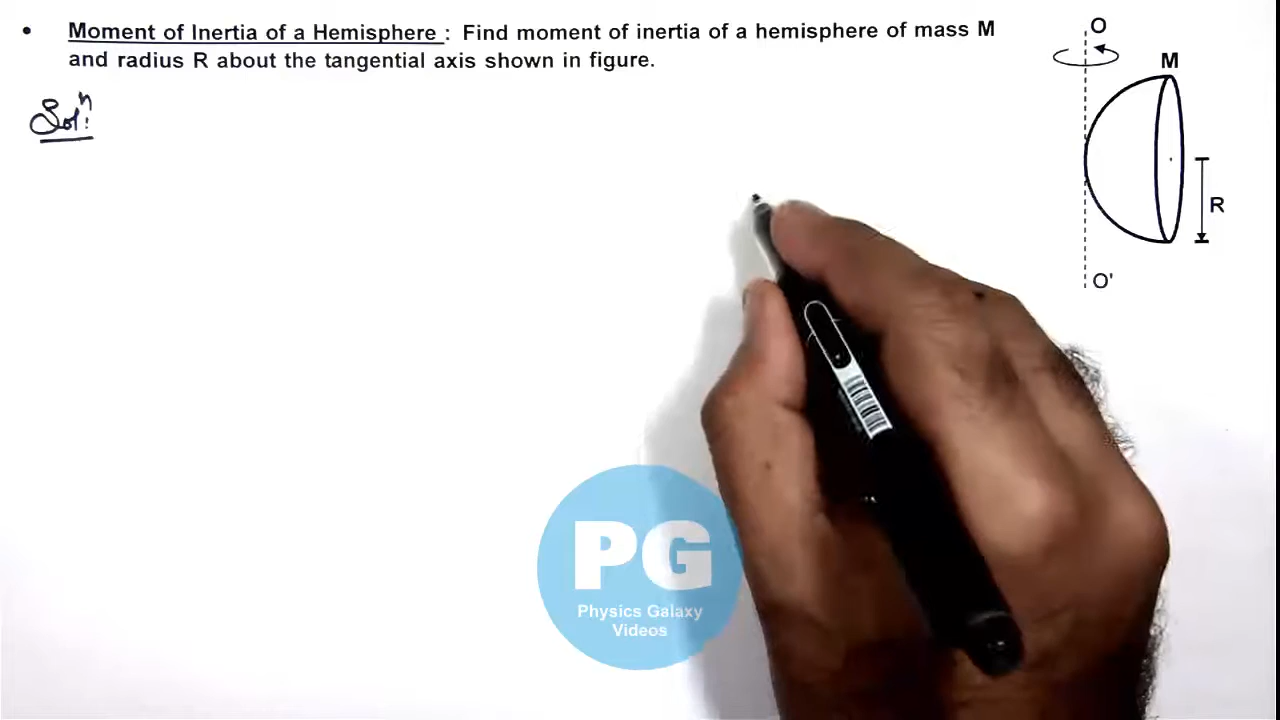 • Moment of Inertia of a Hemisphere : Find moment of inertia of a hemisphere of mass M
and radius R about the tangential axis shown in figure.
Solⁿ:
O
M
R
O'
PG
Physics Galaxy
Videos